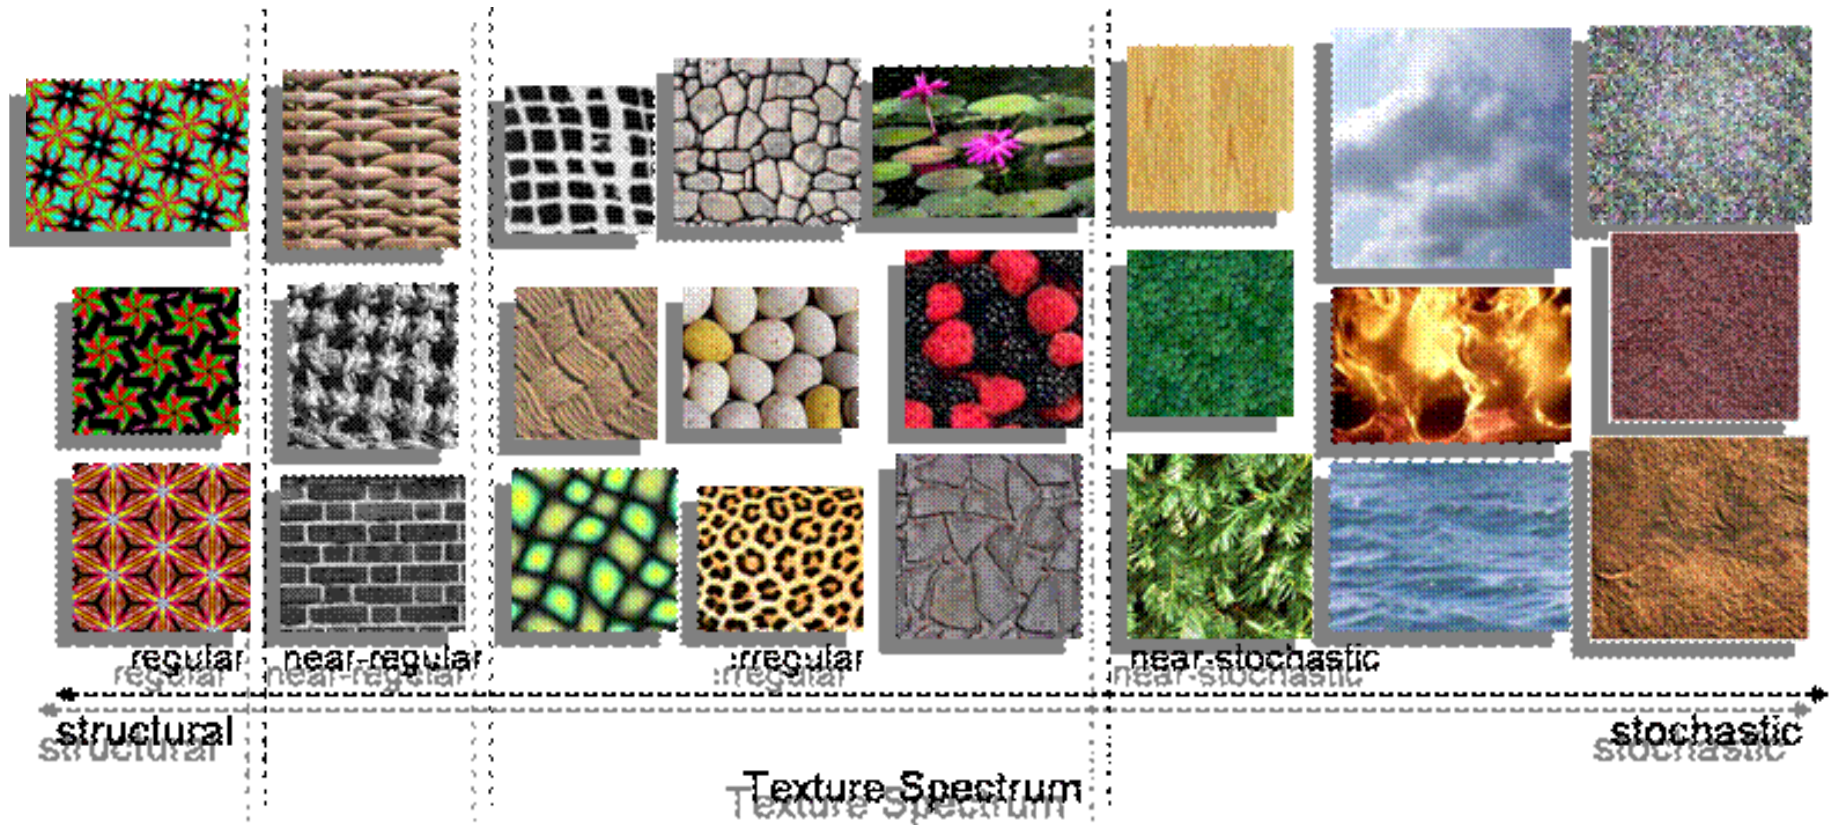 regular near-regular irregular near-stochastic
structural stochastic
Texture Spectrum